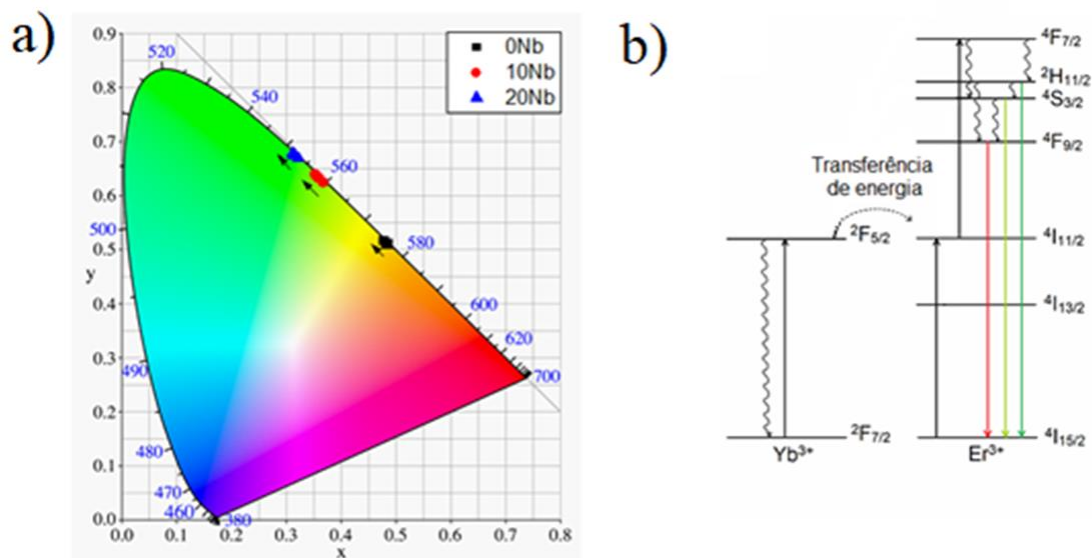 a)
0.9
0.8
0.7
0.6
0.5
0.4
0.3
0.2
0.1
0.0
y
0.0 0.1 0.2 0.3 0.4 0.5 0.6 0.7 0.8
x
520
540
560
580
600
620
700
500
490
480
470
460
380
0Nb
10Nb
20Nb
b)
⁴F₇/₂
²H₁₁/₂
⁴S₃/₂
⁴F₉/₂
Transferência
de energia
²F₅/₂
⁴I₁₁/₂
⁴I₁₃/₂
²F₇/₂
⁴I₁₅/₂
Yb³⁺
Er³⁺